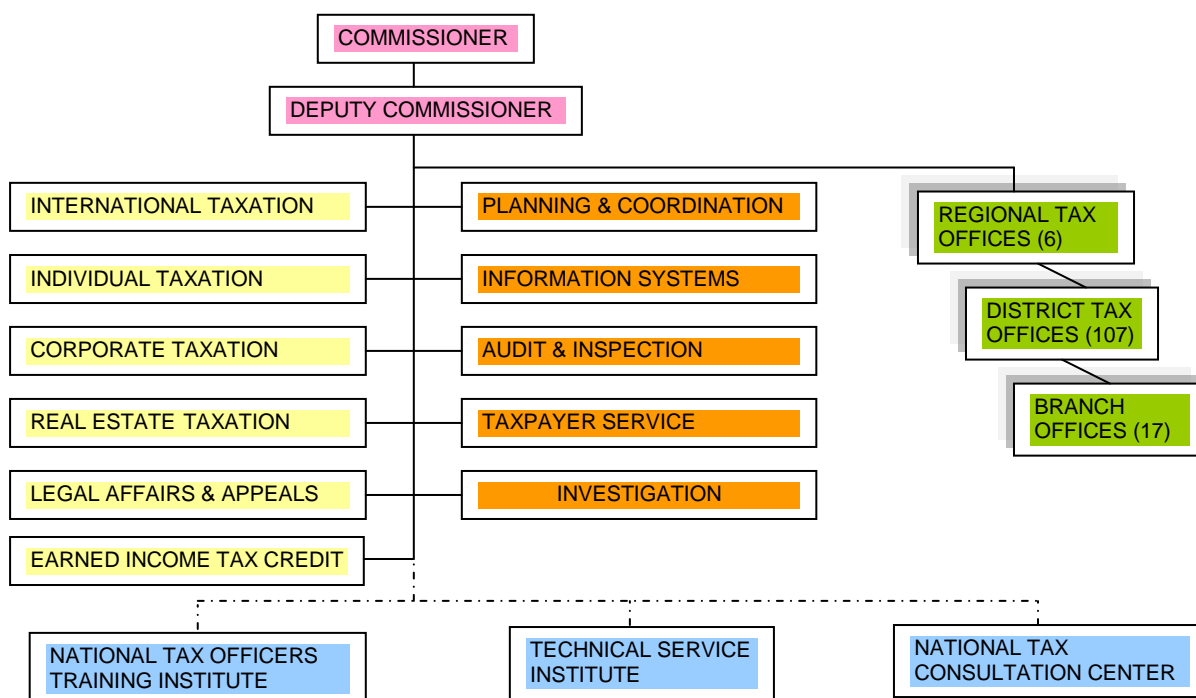 COMMISSIONER
DEPUTY COMMISSIONER
INTERNATIONAL TAXATION
PLANNING & COORDINATION
REGIONAL TAX
OFFICES (6)
INDIVIDUAL TAXATION
INFORMATION SYSTEMS
DISTRICT TAX
OFFICES (107)
CORPORATE TAXATION
AUDIT & INSPECTION
REAL ESTATE TAXATION
TAXPAYER SERVICE
BRANCH
OFFICES (17)
LEGAL AFFAIRS & APPEALS
INVESTIGATION
EARNED INCOME TAX CREDIT
NATIONAL TAX OFFICERS
TRAINING INSTITUTE
TECHNICAL SERVICE
INSTITUTE
NATIONAL TAX
CONSULTATION CENTER